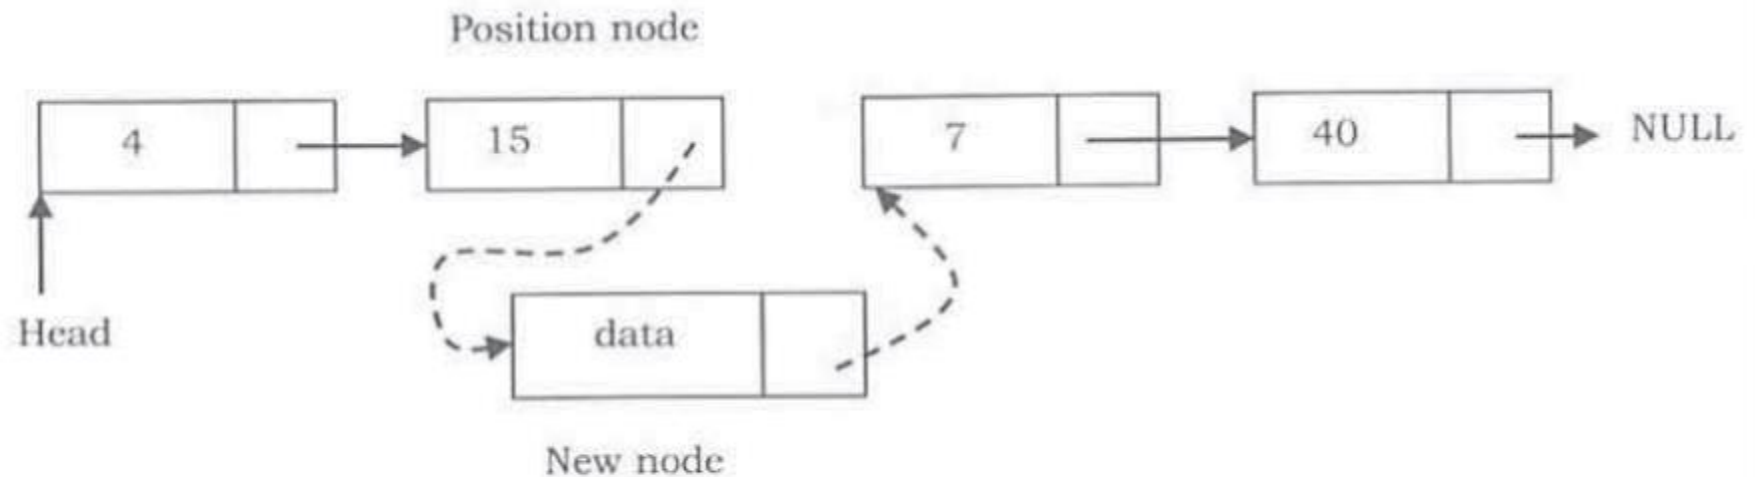 Position node
4
15
7
40
NULL
Head
data
New node